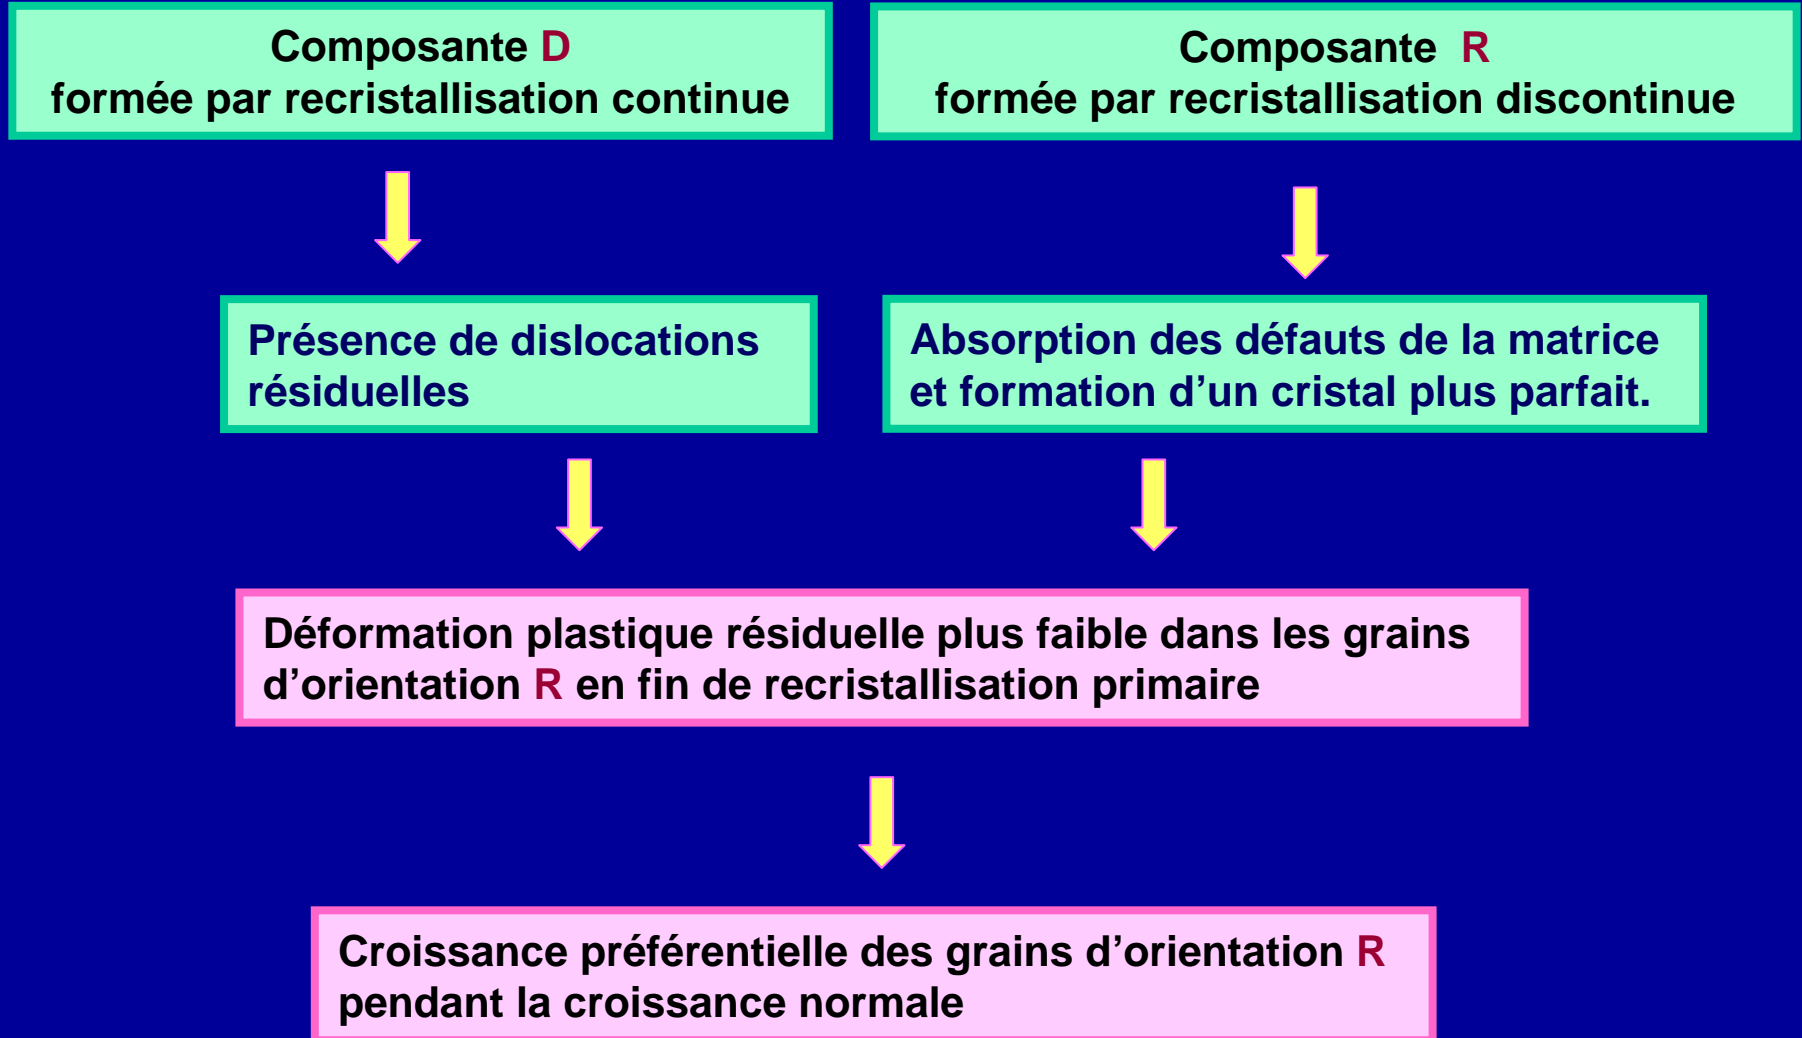 Composante D
formée par recristallisation continue
Composante R
formée par recristallisation discontinue
Présence de dislocations
résiduelles
Absorption des défauts de la matrice
et formation d’un cristal plus parfait.
Déformation plastique résiduelle plus faible dans les grains
d’orientation R en fin de recristallisation primaire
Croissance préférentielle des grains d’orientation R
pendant la croissance normale